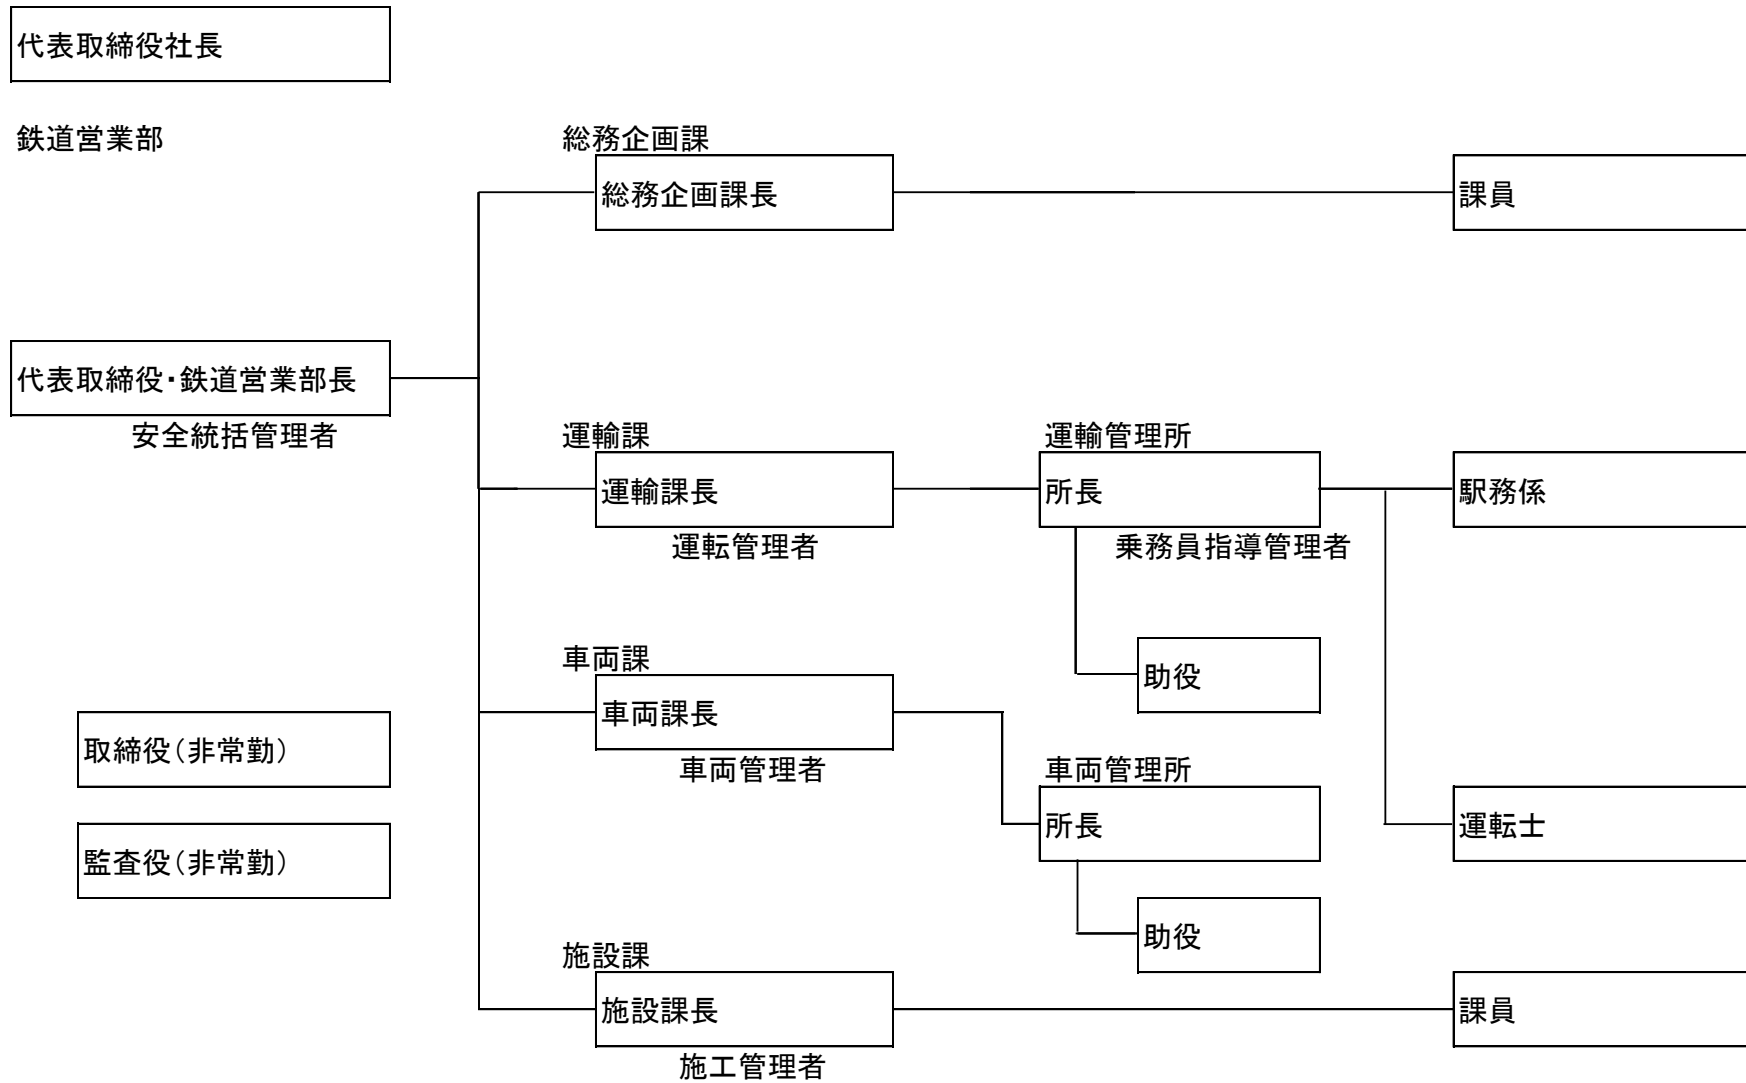 代表取締役社長
鉄道営業部
総務企画課
総務企画課長
課員
代表取締役・鉄道営業部長
安全統括管理者
運輸課
運輸管理所
運輸課長
所長
駅務係
運転管理者
乗務員指導管理者
車両課
助役
車両課長
取締役(非常勤)
車両管理者
車両管理所
所長
運転士
監査役(非常勤)
助役
施設課
施設課長
課員
施工管理者